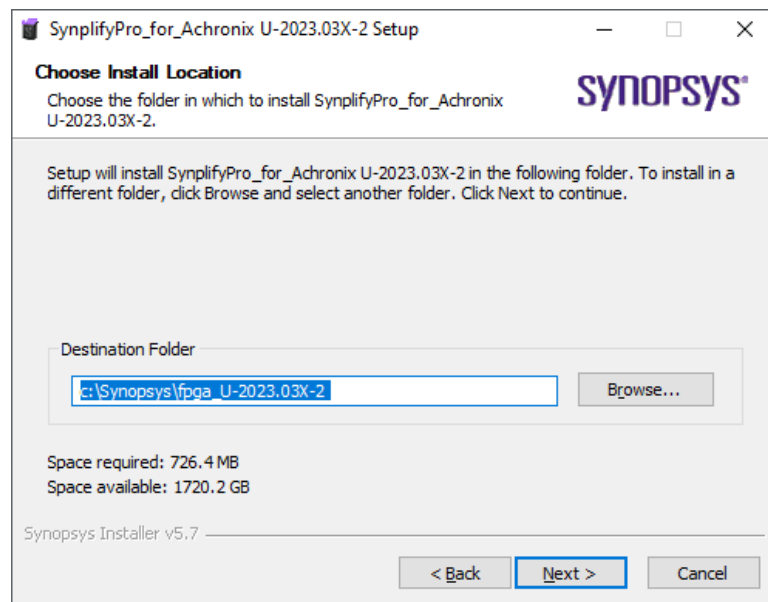 SynplifyPro_for_Achronix U-2023.03X-2 Setup
Choose Install Location
Choose the folder in which to install SynplifyPro_for_Achronix
U-2023.03X-2.
SYNOPSYS®
Setup will install SynplifyPro_for_Achronix U-2023.03X-2 in the following folder. To install in a
different folder, click Browse and select another folder. Click Next to continue.
Destination Folder
c:\Synopsys\fpga_U-2023.03X-2
Browse...
Space required: 726.4 MB
Space available: 1720.2 GB
Synopsys Installer v5.7
< Back
Next >
Cancel